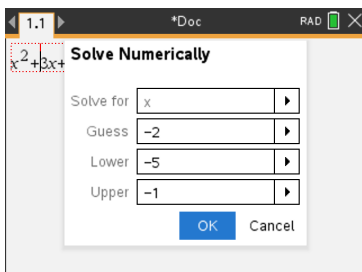 1.1 *Doc RAD
x²+3x+ Solve Numerically
Solve for x
Guess −2
Lower −5
Upper −1
OK Cancel